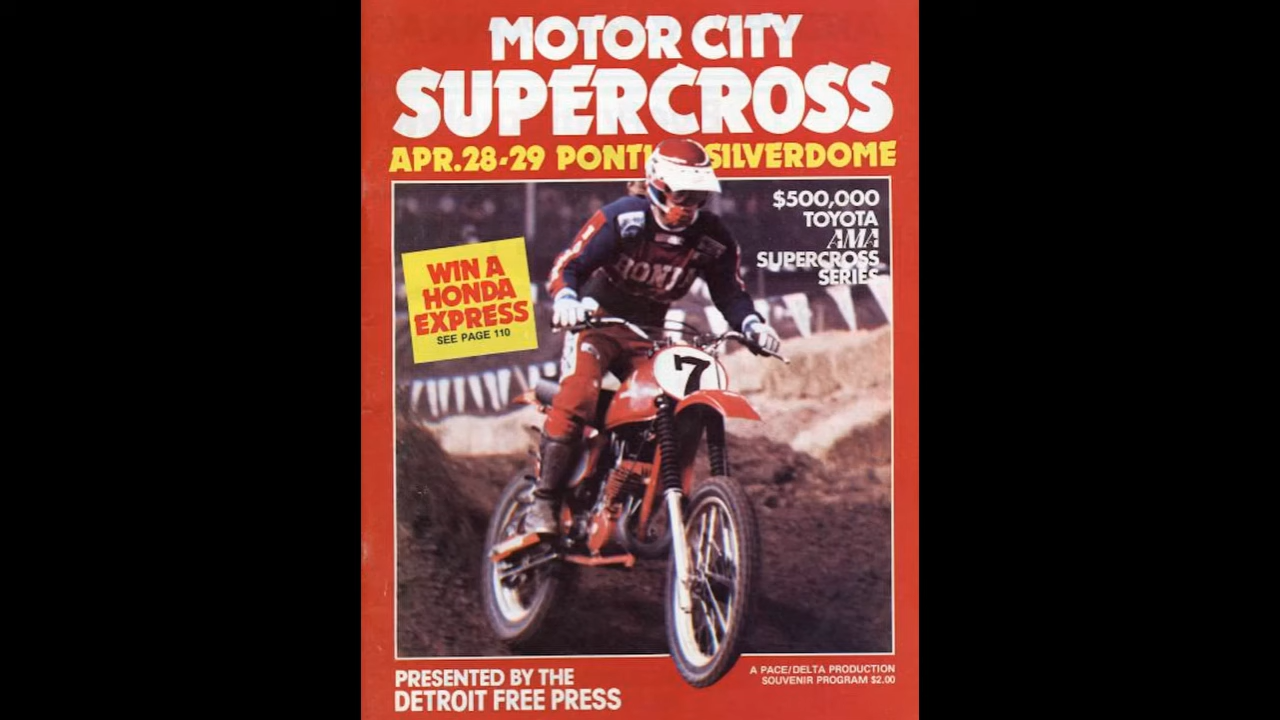 MOTOR CITY
SUPERCROSS
APR.28-29 PONTI SILVERDOME
$500,000
TOYOTA
AMA
SUPERCROSS
SERIES
WIN A
HONDA
EXPRESS
SEE PAGE 110
7
PRESENTED BY THE
DETROIT FREE PRESS
A PACE/DELTA PRODUCTION
SOUVENIR PROGRAM $2.00